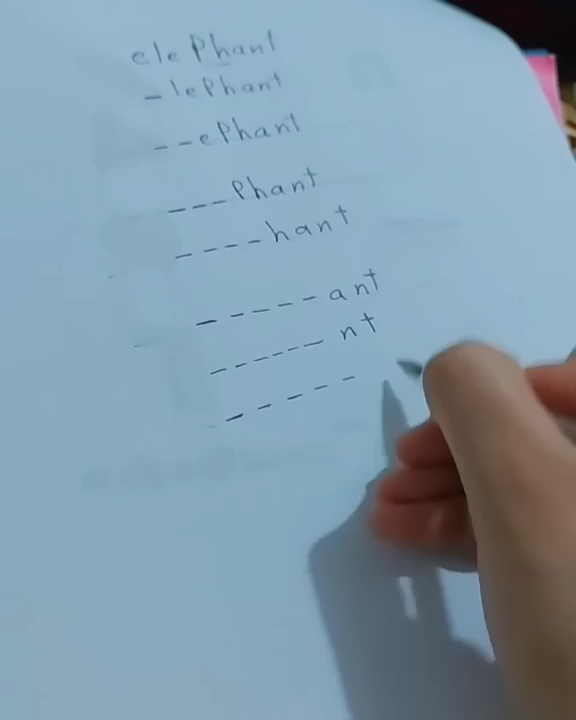 elephant
_ lephant
_ _ ephant
_ _ _ phant
_ _ _ _ hant
_ _ _ _ _ ant
_ _ _ _ _ _ nt
_ _ _ _ _